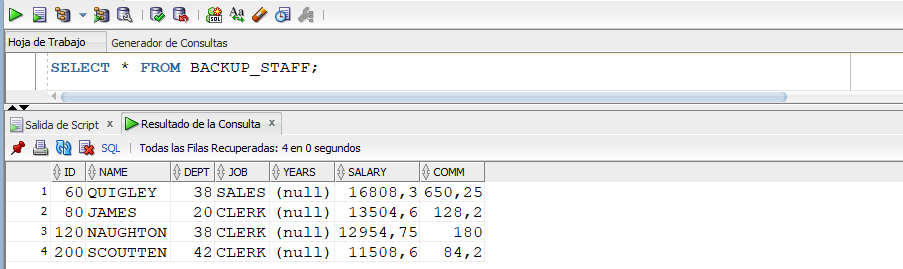 SQL
Hoja de Trabajo Generador de Consultas
SELECT * FROM BACKUP_STAFF;
Salida de Script x Resultado de la Consulta x
SQL | Todas las Filas Recuperadas: 4 en 0 segundos
ID NAME DEPT JOB YEARS SALARY COMM
1 60 QUIGLEY 38 SALES (null) 16808,3 650,25
2 80 JAMES 20 CLERK (null) 13504,6 128,2
3 120 NAUGHTON 38 CLERK (null) 12954,75 180
4 200 SCOUTTEN 42 CLERK (null) 11508,6 84,2